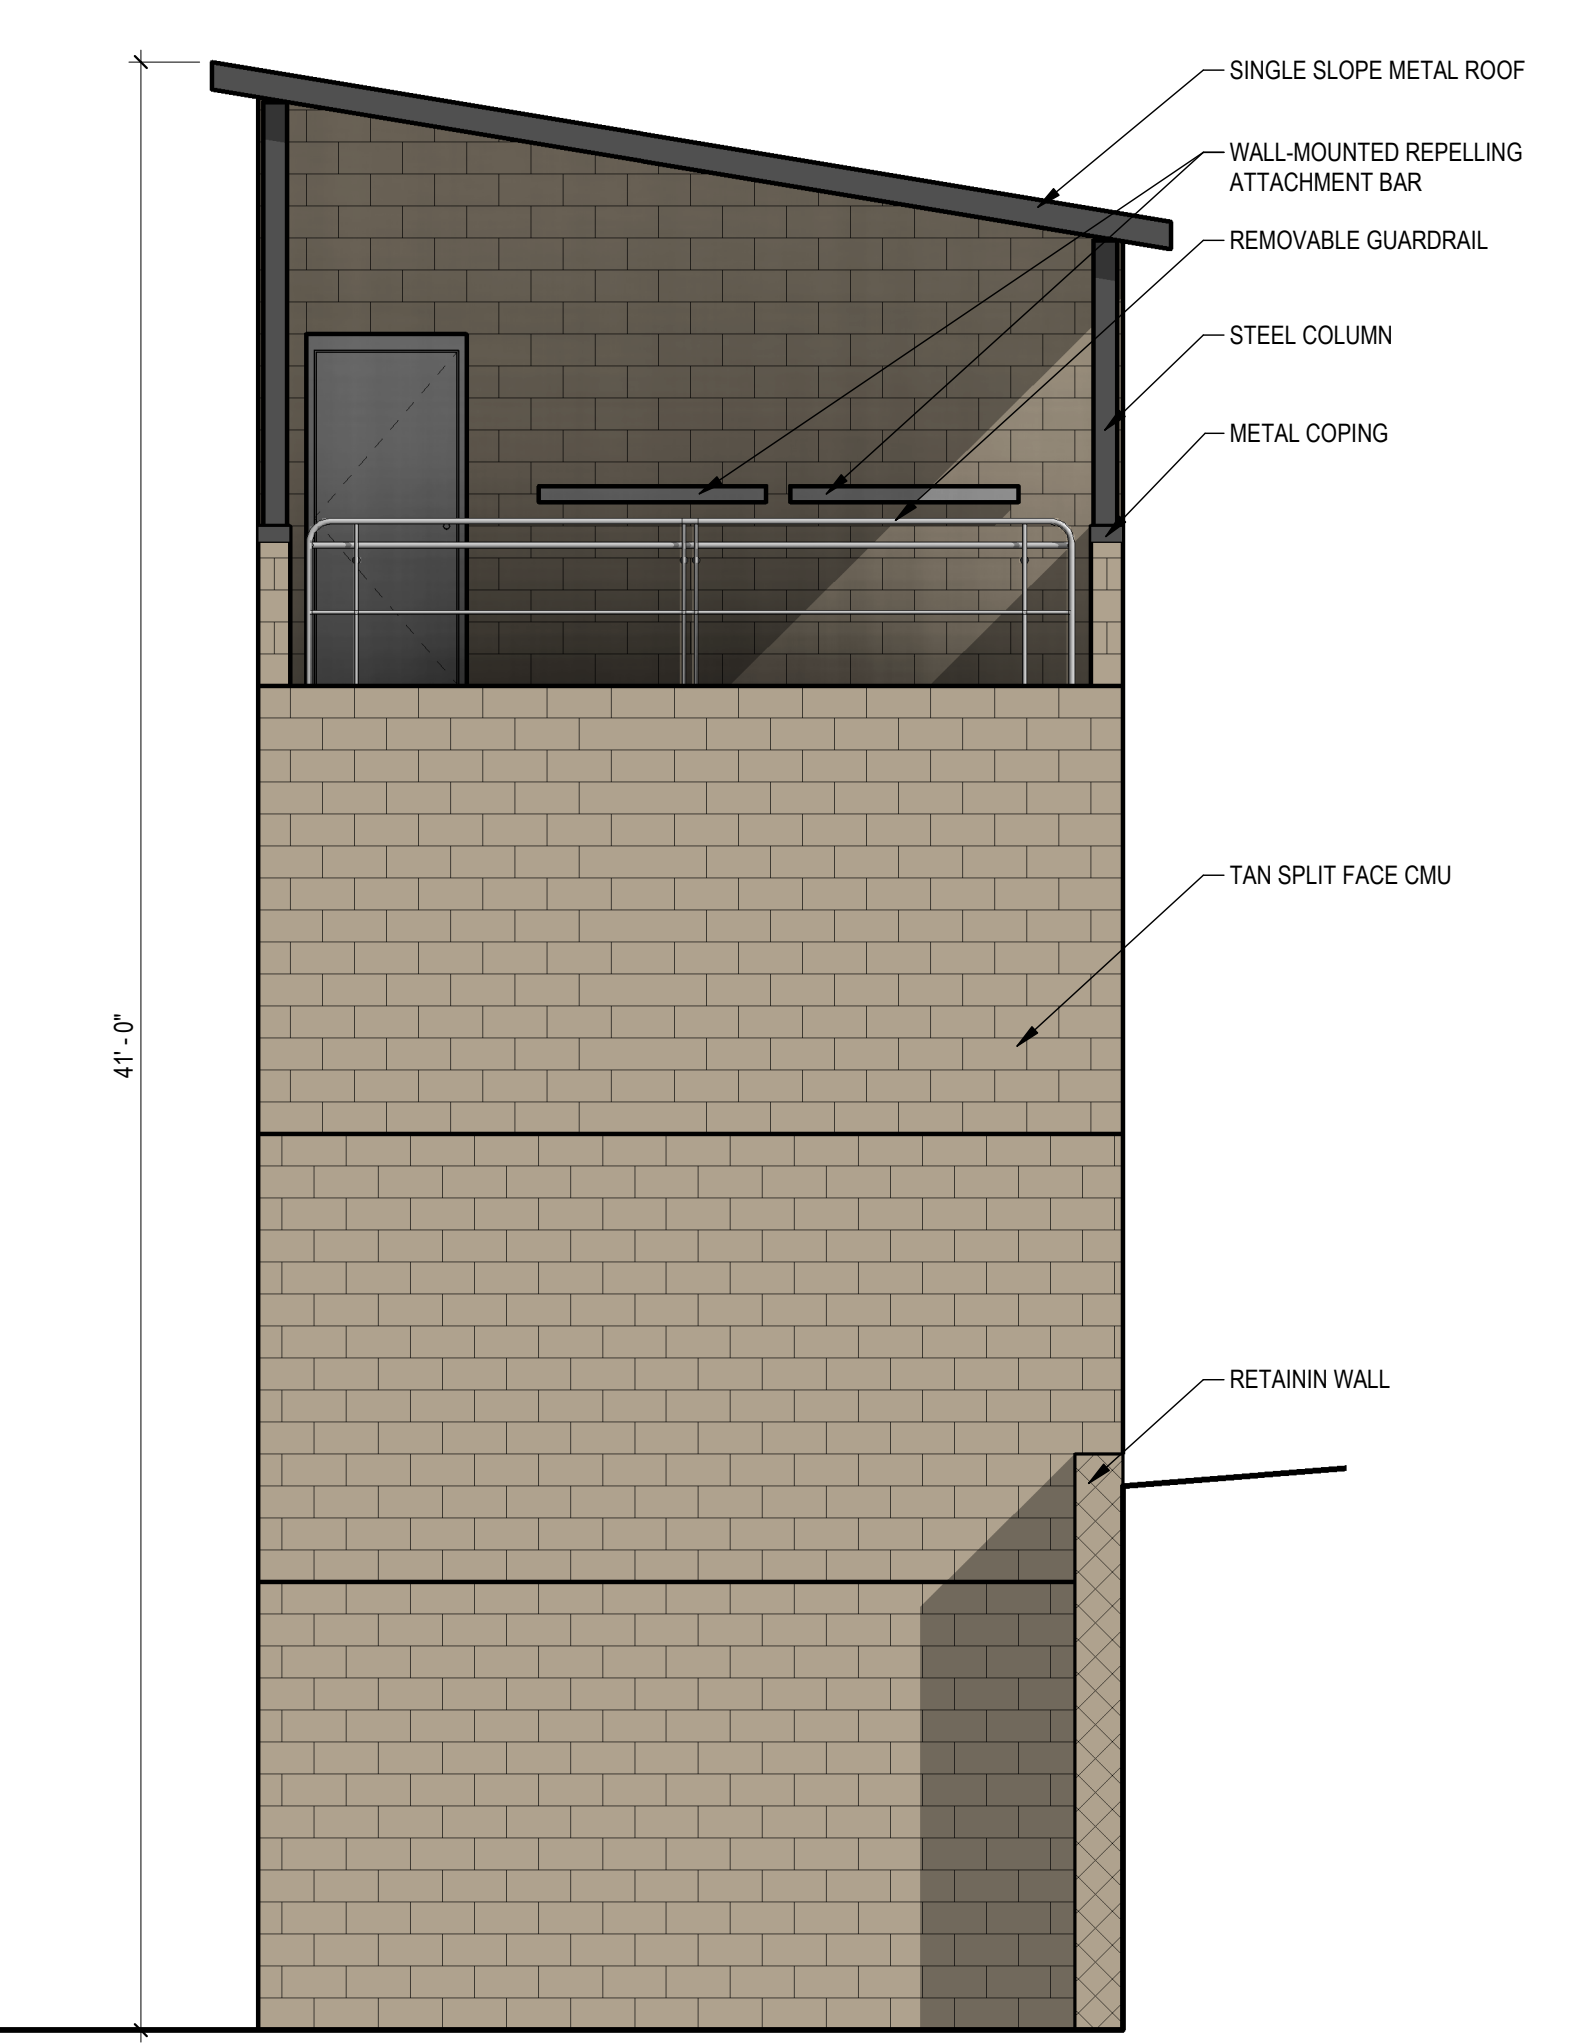 SINGLE SLOPE METAL ROOF
WALL-MOUNTED REPELLING
ATTACHMENT BAR
REMOVABLE GUARDRAIL
STEEL COLUMN
METAL COPING
TAN SPLIT FACE CMU
41' - 0"
RETAININ WALL